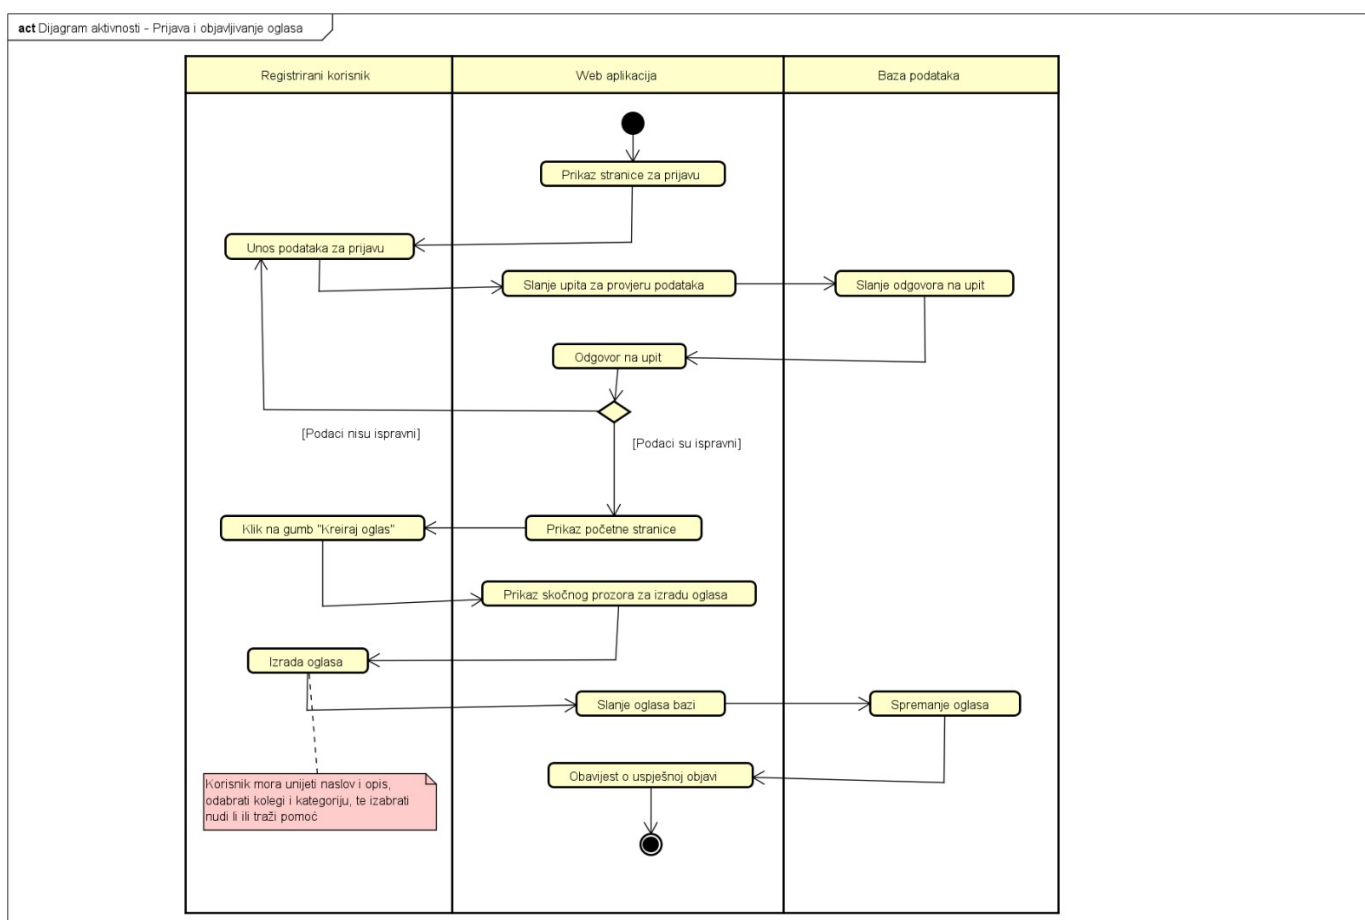 act Dijagram aktivnosti - Prijava i objavljivanje oglasa
Registrirani korisnik
Web aplikacija
Baza podataka
Prikaz stranice za prijavu
Unos podataka za prijavu
Slanje upita za provjeru podataka
Slanje odgovora na upit
Odgovor na upit
[Podaci nisu ispravni]
[Podaci su ispravni]
Klik na gumb "Kreiraj oglas"
Prikaz početne stranice
Prikaz skočnog prozora za izradu oglasa
Izrada oglasa
Slanje oglasa bazi
Spremanje oglasa
Obavijest o uspješnoj objavi
Korisnik mora unijeti naslov i opis,
odabrati kolegi i kategoriju, te izabrati
nudi li ili traži pomoć